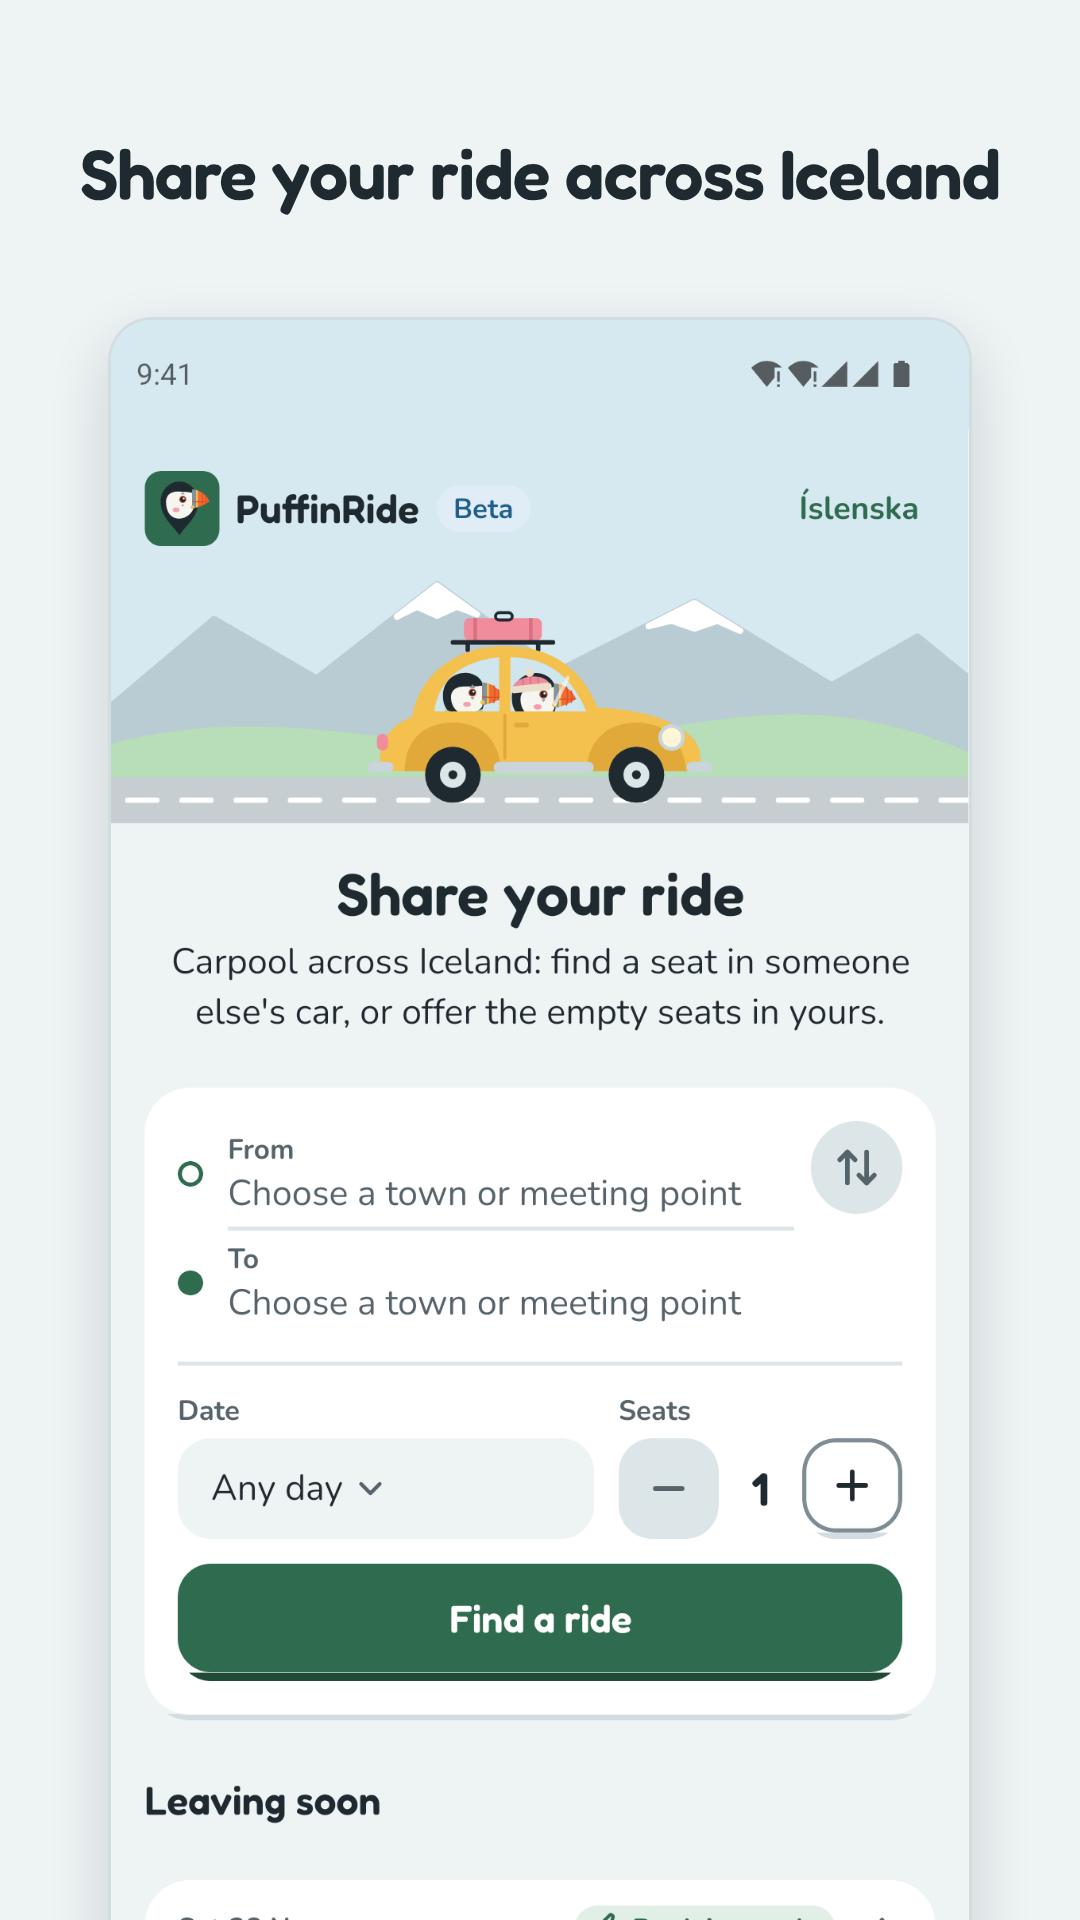 Share your ride across Iceland
9:41
PuffinRide Beta Íslenska
Share your ride
Carpool across Iceland: find a seat in someone
else's car, or offer the empty seats in yours.
From
Choose a town or meeting point
To
Choose a town or meeting point
Date Seats
Any day 1
Find a ride
Leaving soon